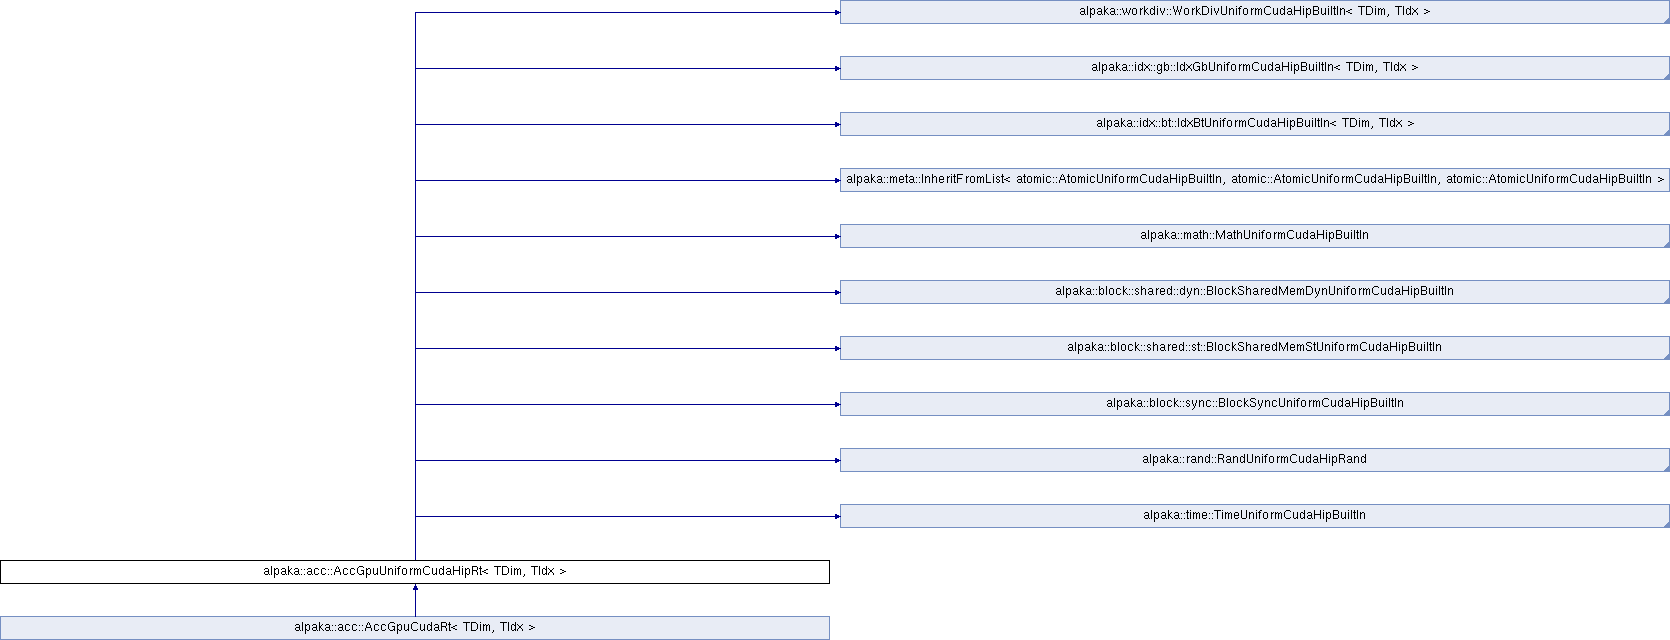 alpaka::workdiv::WorkDivUniformCudaHipBuiltIn< TDim, TIdx >
alpaka::idx::gb::IdxGbUniformCudaHipBuiltIn< TDim, TIdx >
alpaka::idx::bt::IdxBtUniformCudaHipBuiltIn< TDim, TIdx >
alpaka::meta::InheritFromList< atomic::AtomicUniformCudaHipBuiltIn, atomic::AtomicUniformCudaHipBuiltIn, atomic::AtomicUniformCudaHipBuiltIn >
alpaka::math::MathUniformCudaHipBuiltIn
alpaka::block::shared::dyn::BlockSharedMemDynUniformCudaHipBuiltIn
alpaka::block::shared::st::BlockSharedMemStUniformCudaHipBuiltIn
alpaka::block::sync::BlockSyncUniformCudaHipBuiltIn
alpaka::rand::RandUniformCudaHipRand
alpaka::time::TimeUniformCudaHipBuiltIn
alpaka::acc::AccGpuUniformCudaHipRt< TDim, TIdx >
alpaka::acc::AccGpuCudaRt< TDim, TIdx >